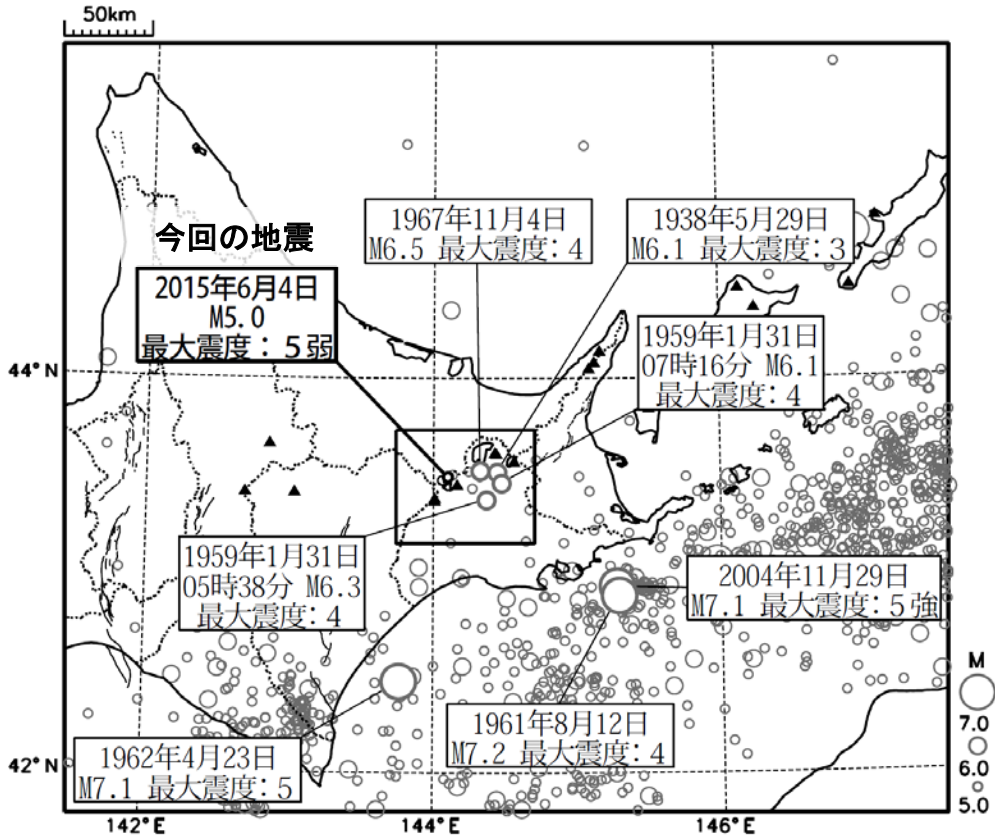 50km
1967年11月4日
M6.5 最大震度：4
1938年5月29日
M6.1 最大震度：3
今回の地震
2015年6月4日
M5.0
最大震度：5弱
1959年1月31日
07時16分 M6.1
最大震度：4
44°N
1959年1月31日
05時38分 M6.3
最大震度：4
2004年11月29日
M7.1 最大震度：5強
M
7.0
6.0
5.0
1961年8月12日
M7.2 最大震度：4
1962年4月23日
M7.1 最大震度：5
42°N
142°E
144°E
146°E